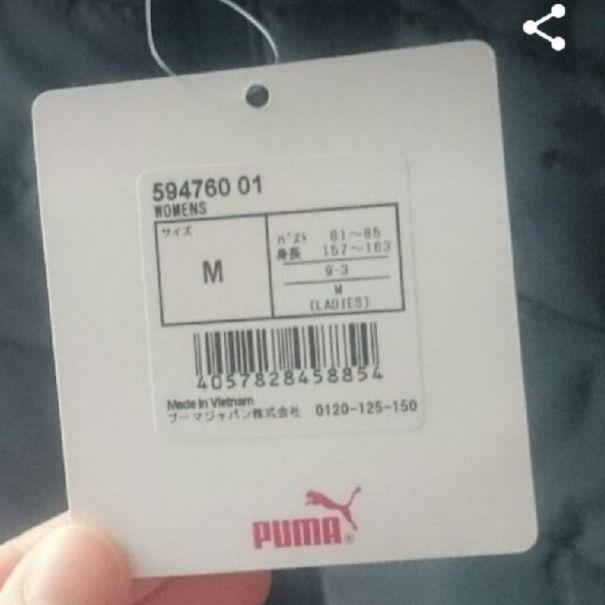 594760 01
WOMENS
サイズ
M
バスト 81～85
身長 157～163
9-3
M
(LADIES)
4057828458854
Made In Vietnam
プーマジャパン株式会社 0120-125-150
PUMA®